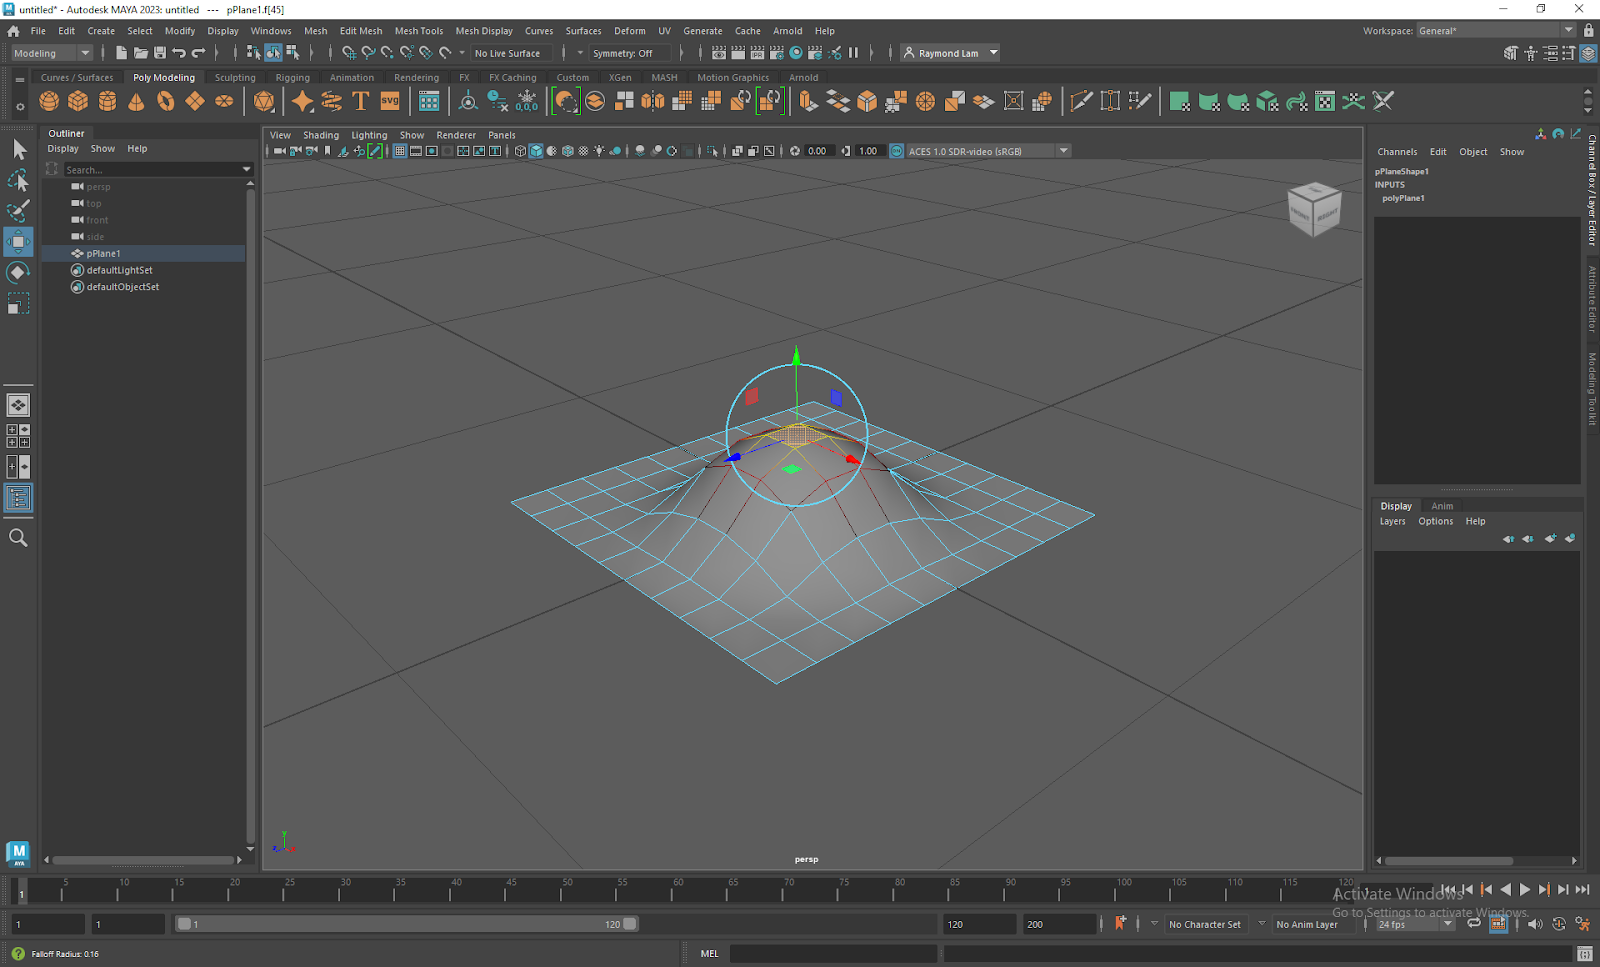 untitled* - Autodesk MAYA 2023: untitled --- pPlane1.f[45]
File Edit Create Select Modify Display Windows Mesh Edit Mesh Mesh Tools Mesh Display Curves Surfaces Deform UV Generate Cache Arnold Help
Workspace: General*
Modeling
No Live Surface
Symmetry: Off
Raymond Lam
Curves / Surfaces Poly Modeling Sculpting Rigging Animation Rendering FX FX Caching Custom XGen MASH Motion Graphics Arnold
T
svg
0,0,0
Outliner
Display Show Help
Search...
persp
top
front
side
pPlane1
defaultLightSet
defaultObjectSet
View Shading Lighting Show Renderer Panels
0.00
1.00
ACES 1.0 SDR-video (sRGB)
FRONT
RIGHT
y
z
x
persp
Channels Edit Object Show
pPlaneShape1
INPUTS
polyPlane1
Channel Box / Layer Editor
Attribute Editor
Modeling Toolkit
Display Anim
Layers Options Help
M
AYA
1 5 10 15 20 25 30 35 40 45 50 55 60 65 70 75 80 85 90 95 100 105 110 115 120
1
Activate Windows
Go to Settings to activate Windows.
1
1
1
120
120
200
No Character Set
No Anim Layer
24 fps
Falloff Radius: 0.16
MEL